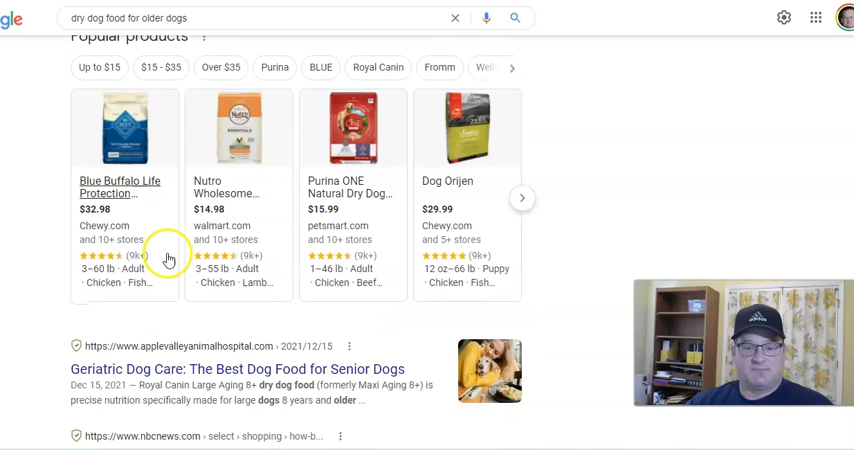 gle
dry dog food for older dogs
Popular products
Up to $15
$15 - $35
Over $35
Purina
BLUE
Royal Canin
Fromm
Blue Buffalo Life
Protection…
$32.98
Chewy.com
and 10+ stores
(9k+)
3–60 lb · Adult
· Chicken · Fish…
Nutro
Wholesome…
$14.98
walmart.com
and 10+ stores
(9k+)
3–55 lb · Adult
· Chicken · Lamb…
Purina ONE
Natural Dry Dog…
$15.99
petsmart.com
and 10+ stores
(9k+)
1–46 lb · Adult
· Chicken · Beef…
Dog Orijen
$29.99
Chewy.com
and 5+ stores
(9k+)
12 oz–66 lb · Puppy
· Chicken · Fish…
https://www.applevalleyanimalhospital.com › 2021/12/15
Geriatric Dog Care: The Best Dog Food for Senior Dogs
Dec 15, 2021 — Royal Canin Large Aging 8+ dry dog food (formerly Maxi Aging 8+) is
precise nutrition specifically made for large dogs 8 years and older ...
https://www.nbcnews.com › select › shopping › how-b...